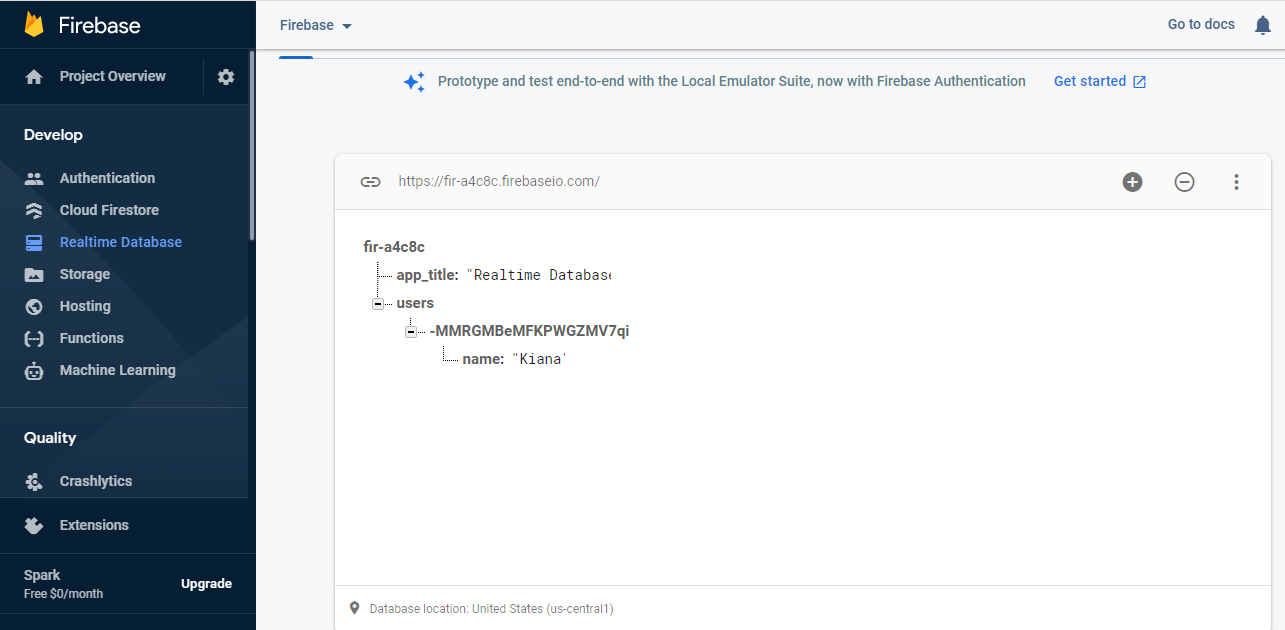 Firebase
Project Overview
Develop
Authentication
Cloud Firestore
Realtime Database
Storage
Hosting
Functions
Machine Learning
Quality
Crashlytics
Extensions
Spark
Free $0/month
Upgrade
Firebase
Go to docs
Prototype and test end-to-end with the Local Emulator Suite, now with Firebase Authentication
Get started
https://fir-a4c8c.firebaseio.com/
fir-a4c8c
app_title: "Realtime Database
users
-MMRGMBeMFKPWGZMV7qi
name: "Kiana"
Database location: United States (us-central1)